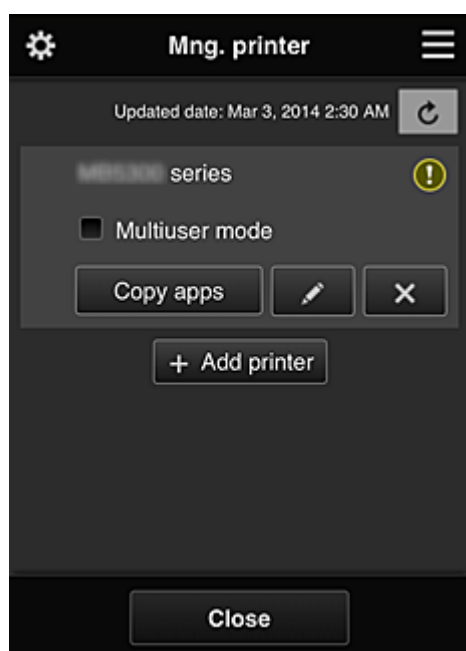 Mng. printer
Updated date: Mar 3, 2014 2:30 AM
series
Multiuser mode
Copy apps
+ Add printer
Close